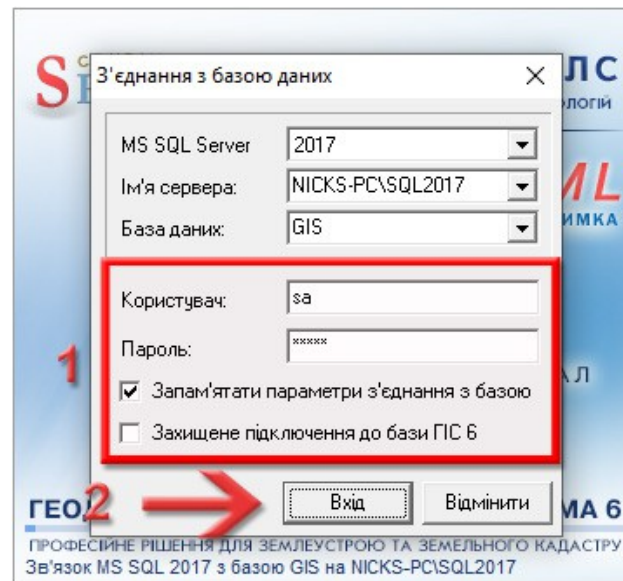 З'єднання з базою даних
MS SQL Server 2017
Ім'я сервера: NICKS-PC\SQL2017
База даних: GIS
Користувач: sa
Пароль: *****
1
Запам'ятати параметри з'єднання з базою
Захищене підключення до бази ГІС 6
2
Вхід Відмінити
МА 6
ПРОФЕСІЙНЕ РІШЕННЯ ДЛЯ ЗЕМЛЕУСТРОЮ ТА ЗЕМЕЛЬНОГО КАДАСТРУ
Зв'язок MS SQL 2017 з базою GIS на NICKS-PC\SQL2017